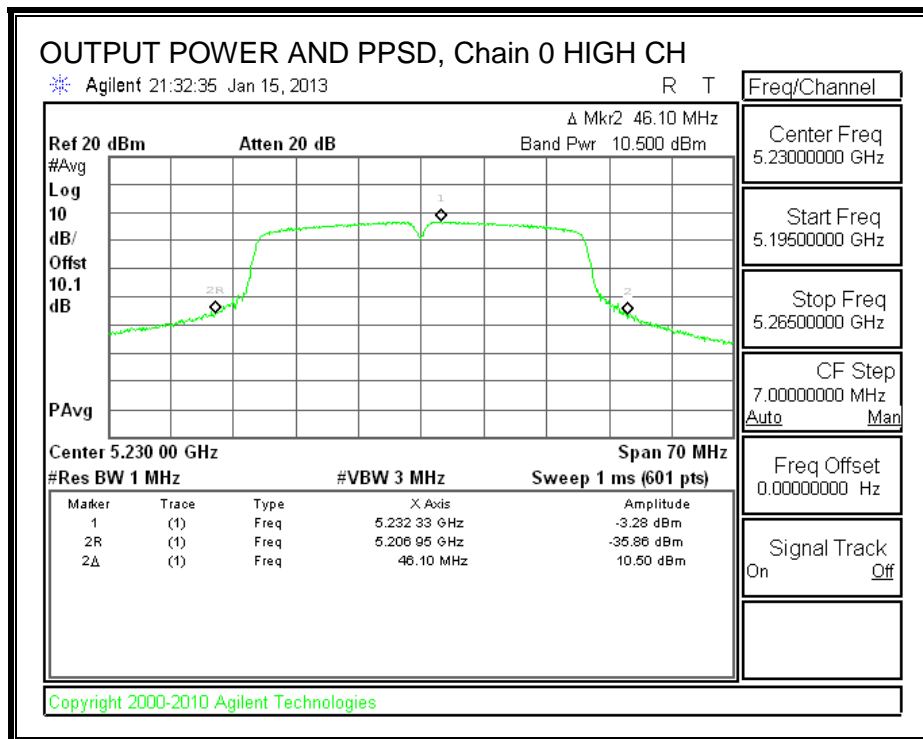 OUTPUT POWER AND PPSD, Chain 0 HIGH CH
Agilent 21:32:35 Jan 15, 2013 R T
Freq/Channel
Δ Mkr2 46.10 MHz
Ref 20 dBm Atten 20 dB Band Pwr 10.500 dBm
#Avg
Log
10
dB/
Offst
10.1
dB
1
2R
2
PAvg
Center 5.230 00 GHz Span 70 MHz
#Res BW 1 MHz #VBW 3 MHz Sweep 1 ms (601 pts)
Marker Trace Type X Axis Amplitude
1 (1) Freq 5.232 33 GHz -3.28 dBm
2R (1) Freq 5.206 95 GHz -35.86 dBm
2Δ (1) Freq 46.10 MHz 10.50 dBm
Center Freq
5.23000000 GHz
Start Freq
5.19500000 GHz
Stop Freq
5.26500000 GHz
CF Step
7.00000000 MHz
Auto Man
Freq Offset
0.00000000 Hz
Signal Track
On Off
Copyright 2000-2010 Agilent Technologies